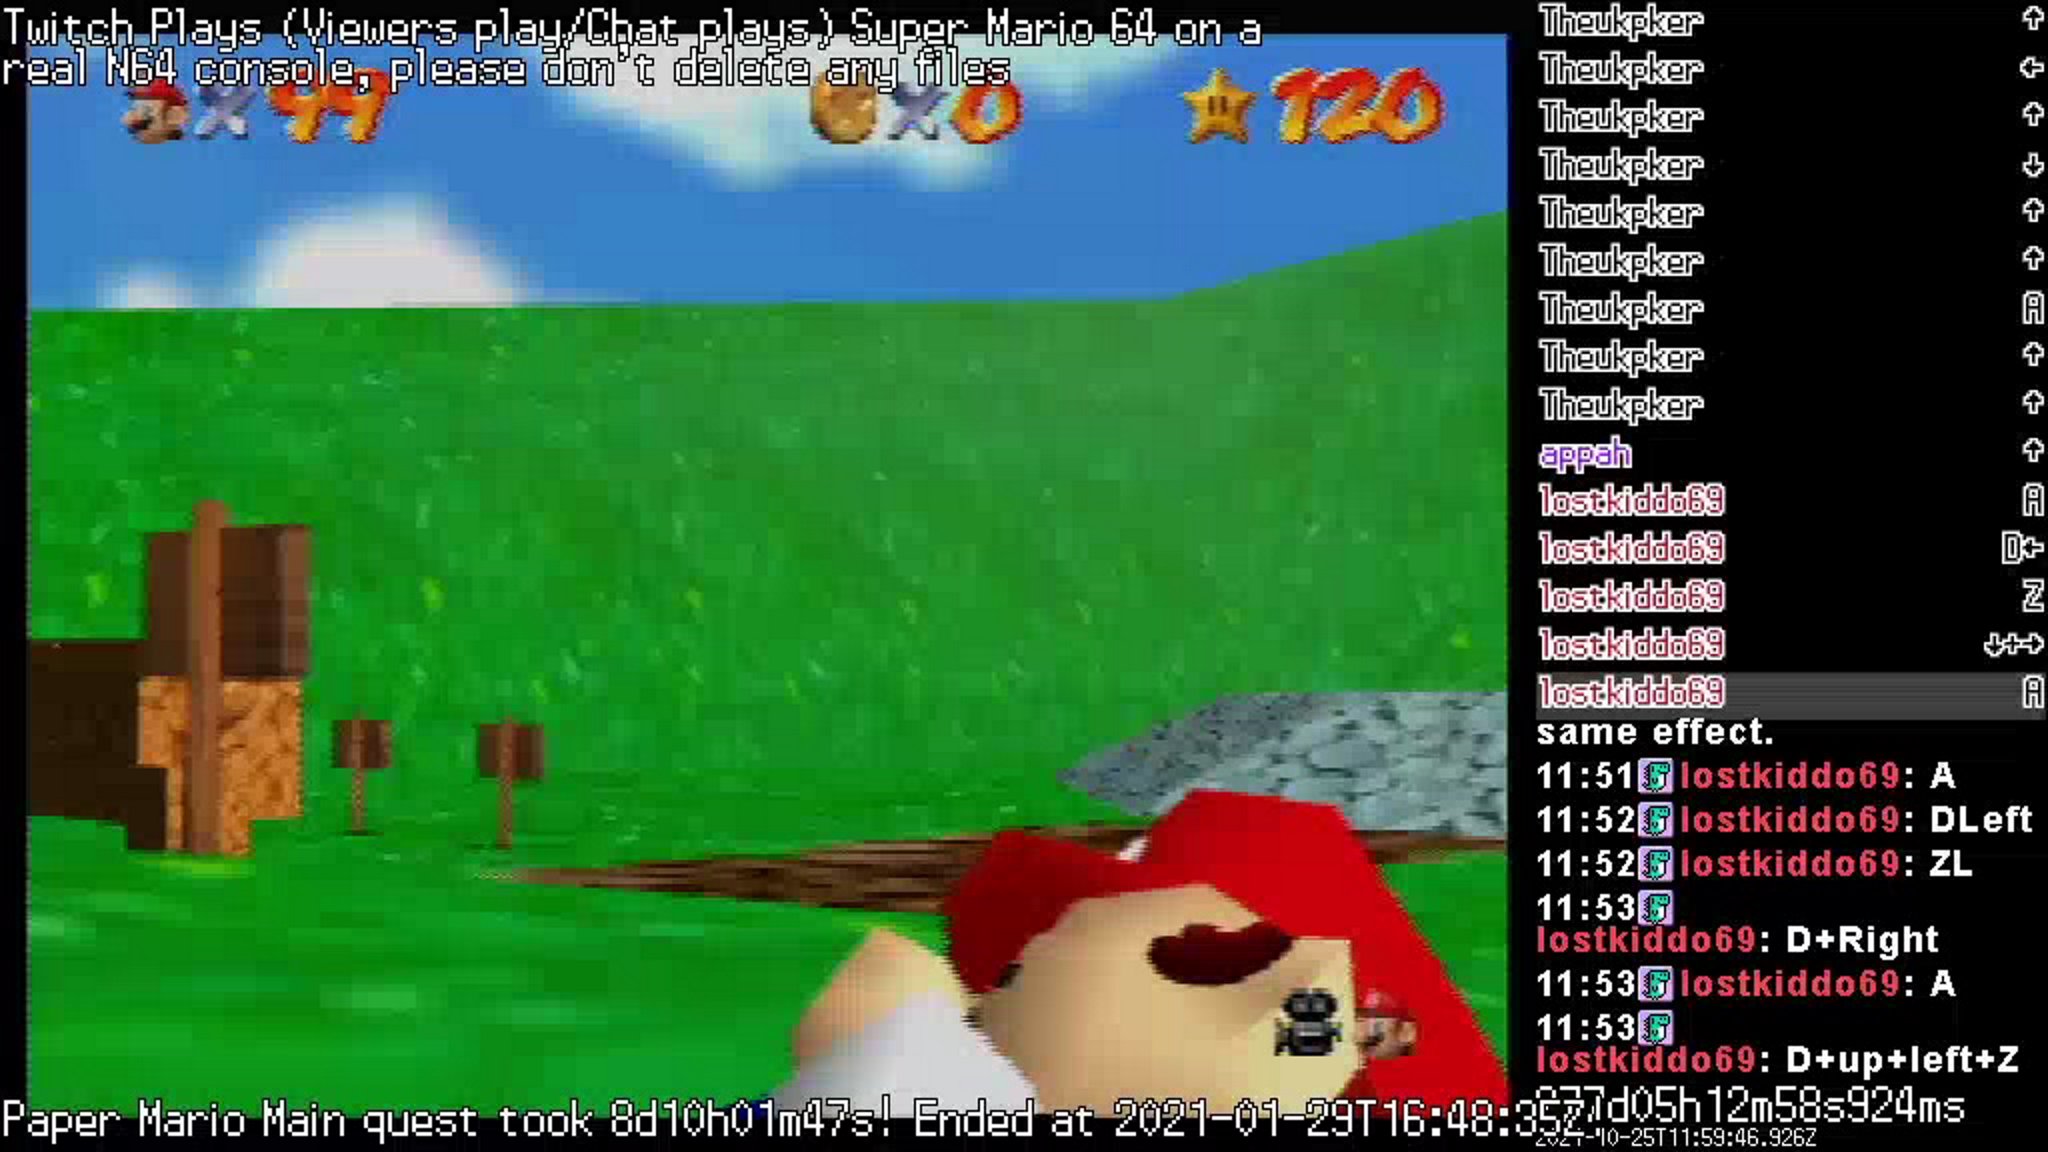 Twitch Plays (Viewers play/Chat plays) Super Mario 64 on a
real N64 console, please don't delete any files
99
0
120
Theukpker ↑
Theukpker ←
Theukpker ↑
Theukpker ↓
Theukpker ↑
Theukpker ↑
Theukpker A
Theukpker ↑
Theukpker ↑
appah ↑
lostkiddo69 A
lostkiddo69 D←
lostkiddo69 Z
lostkiddo69 ↓+→
lostkiddo69 A
same effect.
11:51 lostkiddo69: A
11:52 lostkiddo69: DLeft
11:52 lostkiddo69: ZL
11:53
lostkiddo69: D+Right
11:53 lostkiddo69: A
11:53
lostkiddo69: D+up+left+Z
Paper Mario Main quest took 8d10h01m47s! Ended at 2021-01-29T16:48:35Z